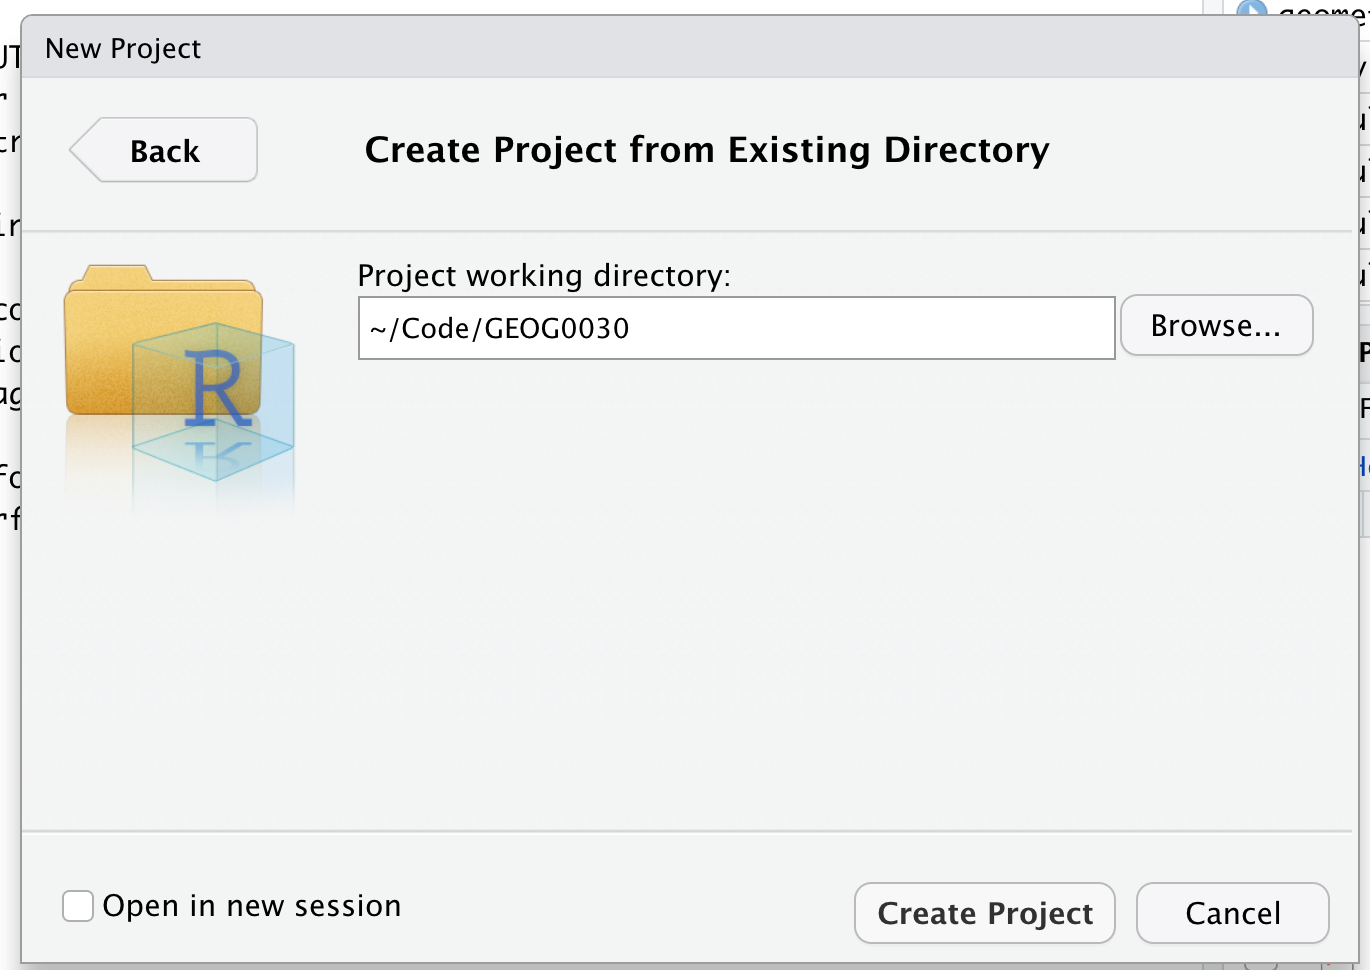 New Project
Back
Create Project from Existing Directory
Project working directory:
~/Code/GEOG0030
Browse...
R
Open in new session
Create Project
Cancel